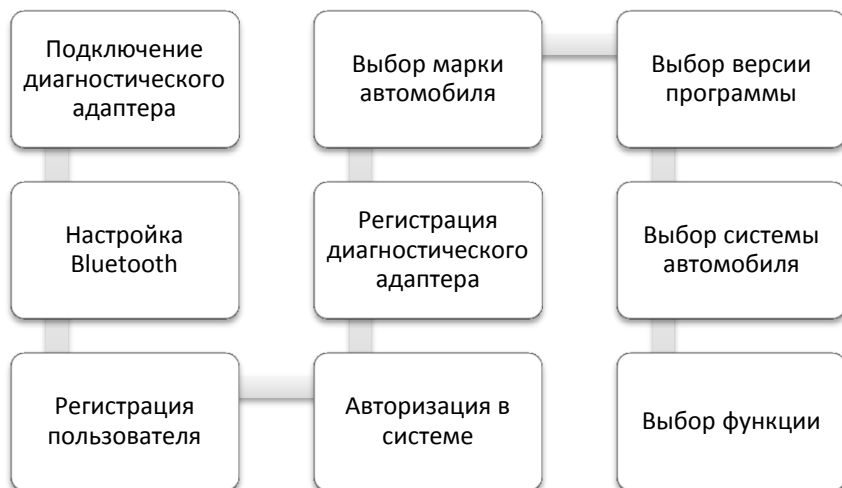 Подключение
диагностического
адаптера
Настройка
Bluetooth
Регистрация
пользователя
Авторизация в
системе
Регистрация
диагностического
адаптера
Выбор марки
автомобиля
Выбор версии
программы
Выбор системы
автомобиля
Выбор функции